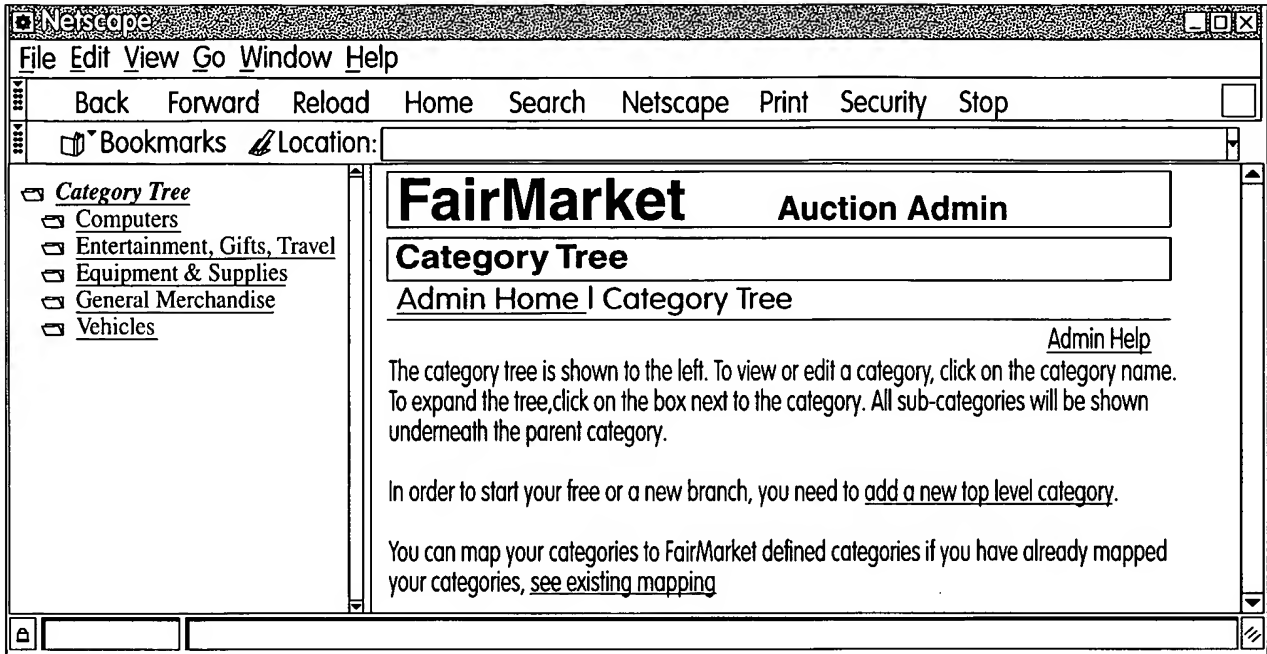 Netscape
File Edit View Go Window Help
Back Forward Reload Home Search Netscape Print Security Stop
Bookmarks Location:
Category Tree
Computers
Entertainment, Gifts, Travel
Equipment & Supplies
General Merchandise
Vehicles
FairMarket Auction Admin
Category Tree
Admin Home | Category Tree
Admin Help
The category tree is shown to the left. To view or edit a category, click on the category name.
To expand the tree,click on the box next to the category. All sub-categories will be shown
underneath the parent category.
In order to start your free or a new branch, you need to add a new top level category.
You can map your categories to FairMarket defined categories if you have already mapped
your categories, see existing mapping